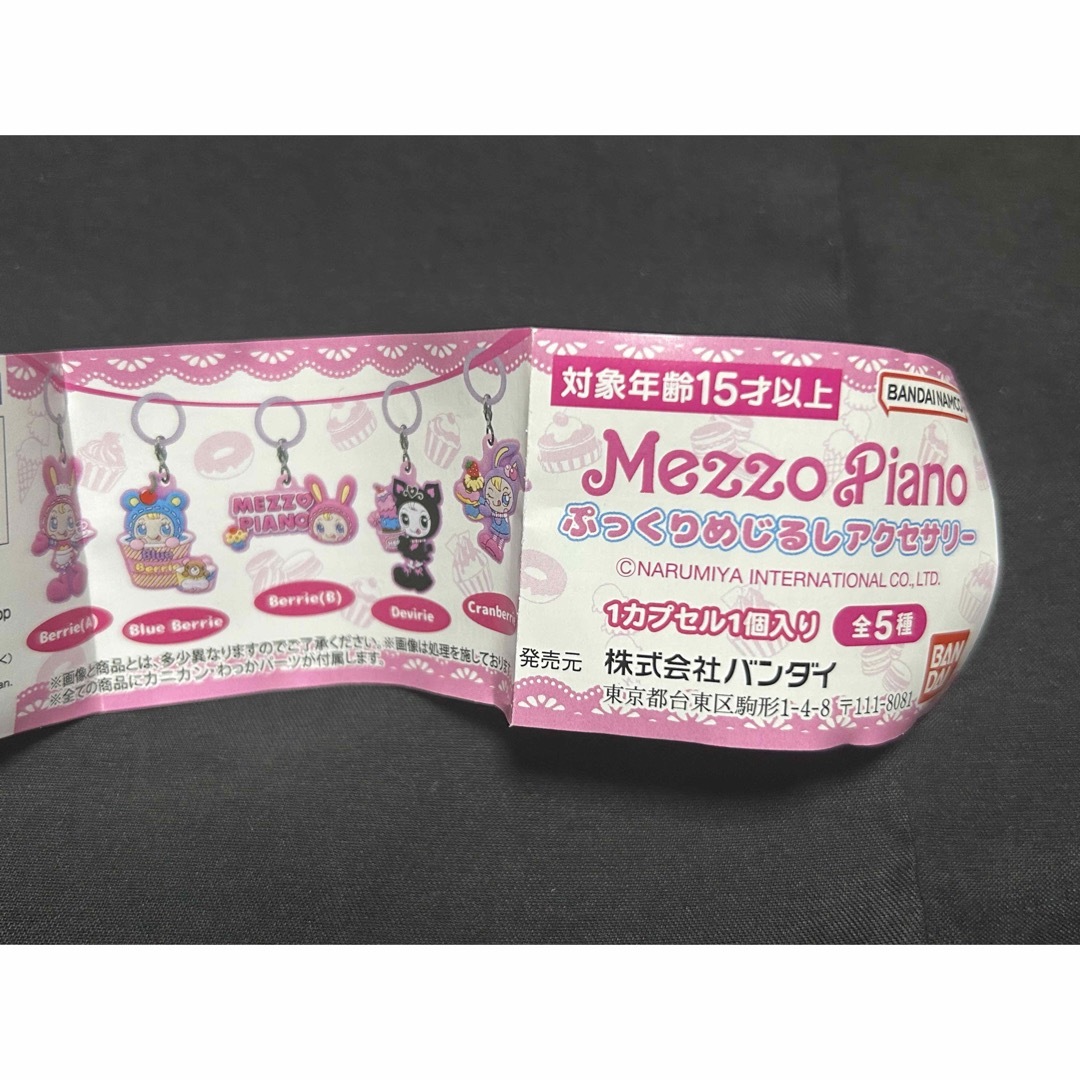 対象年齢15才以上
BANDAI NAMCO
Mezzo Piano
ぷっくりめじるしアクセサリー
©NARUMIYA INTERNATIONAL CO., LTD.
1カプセル1個入り 全5種
発売元 株式会社バンダイ
東京都台東区駒形1-4-8 〒111-8081
BAN
DAI
MEZZO
PIANO
Blue
Berrie
Berrie(A)
Blue Berrie
Berrie(B)
Devirie
Cranberrie
※画像と商品とは、多少異なりますのでご了承ください。※画像は処理を施しております
※全ての商品にカニカン・わっかパーツが付属します。